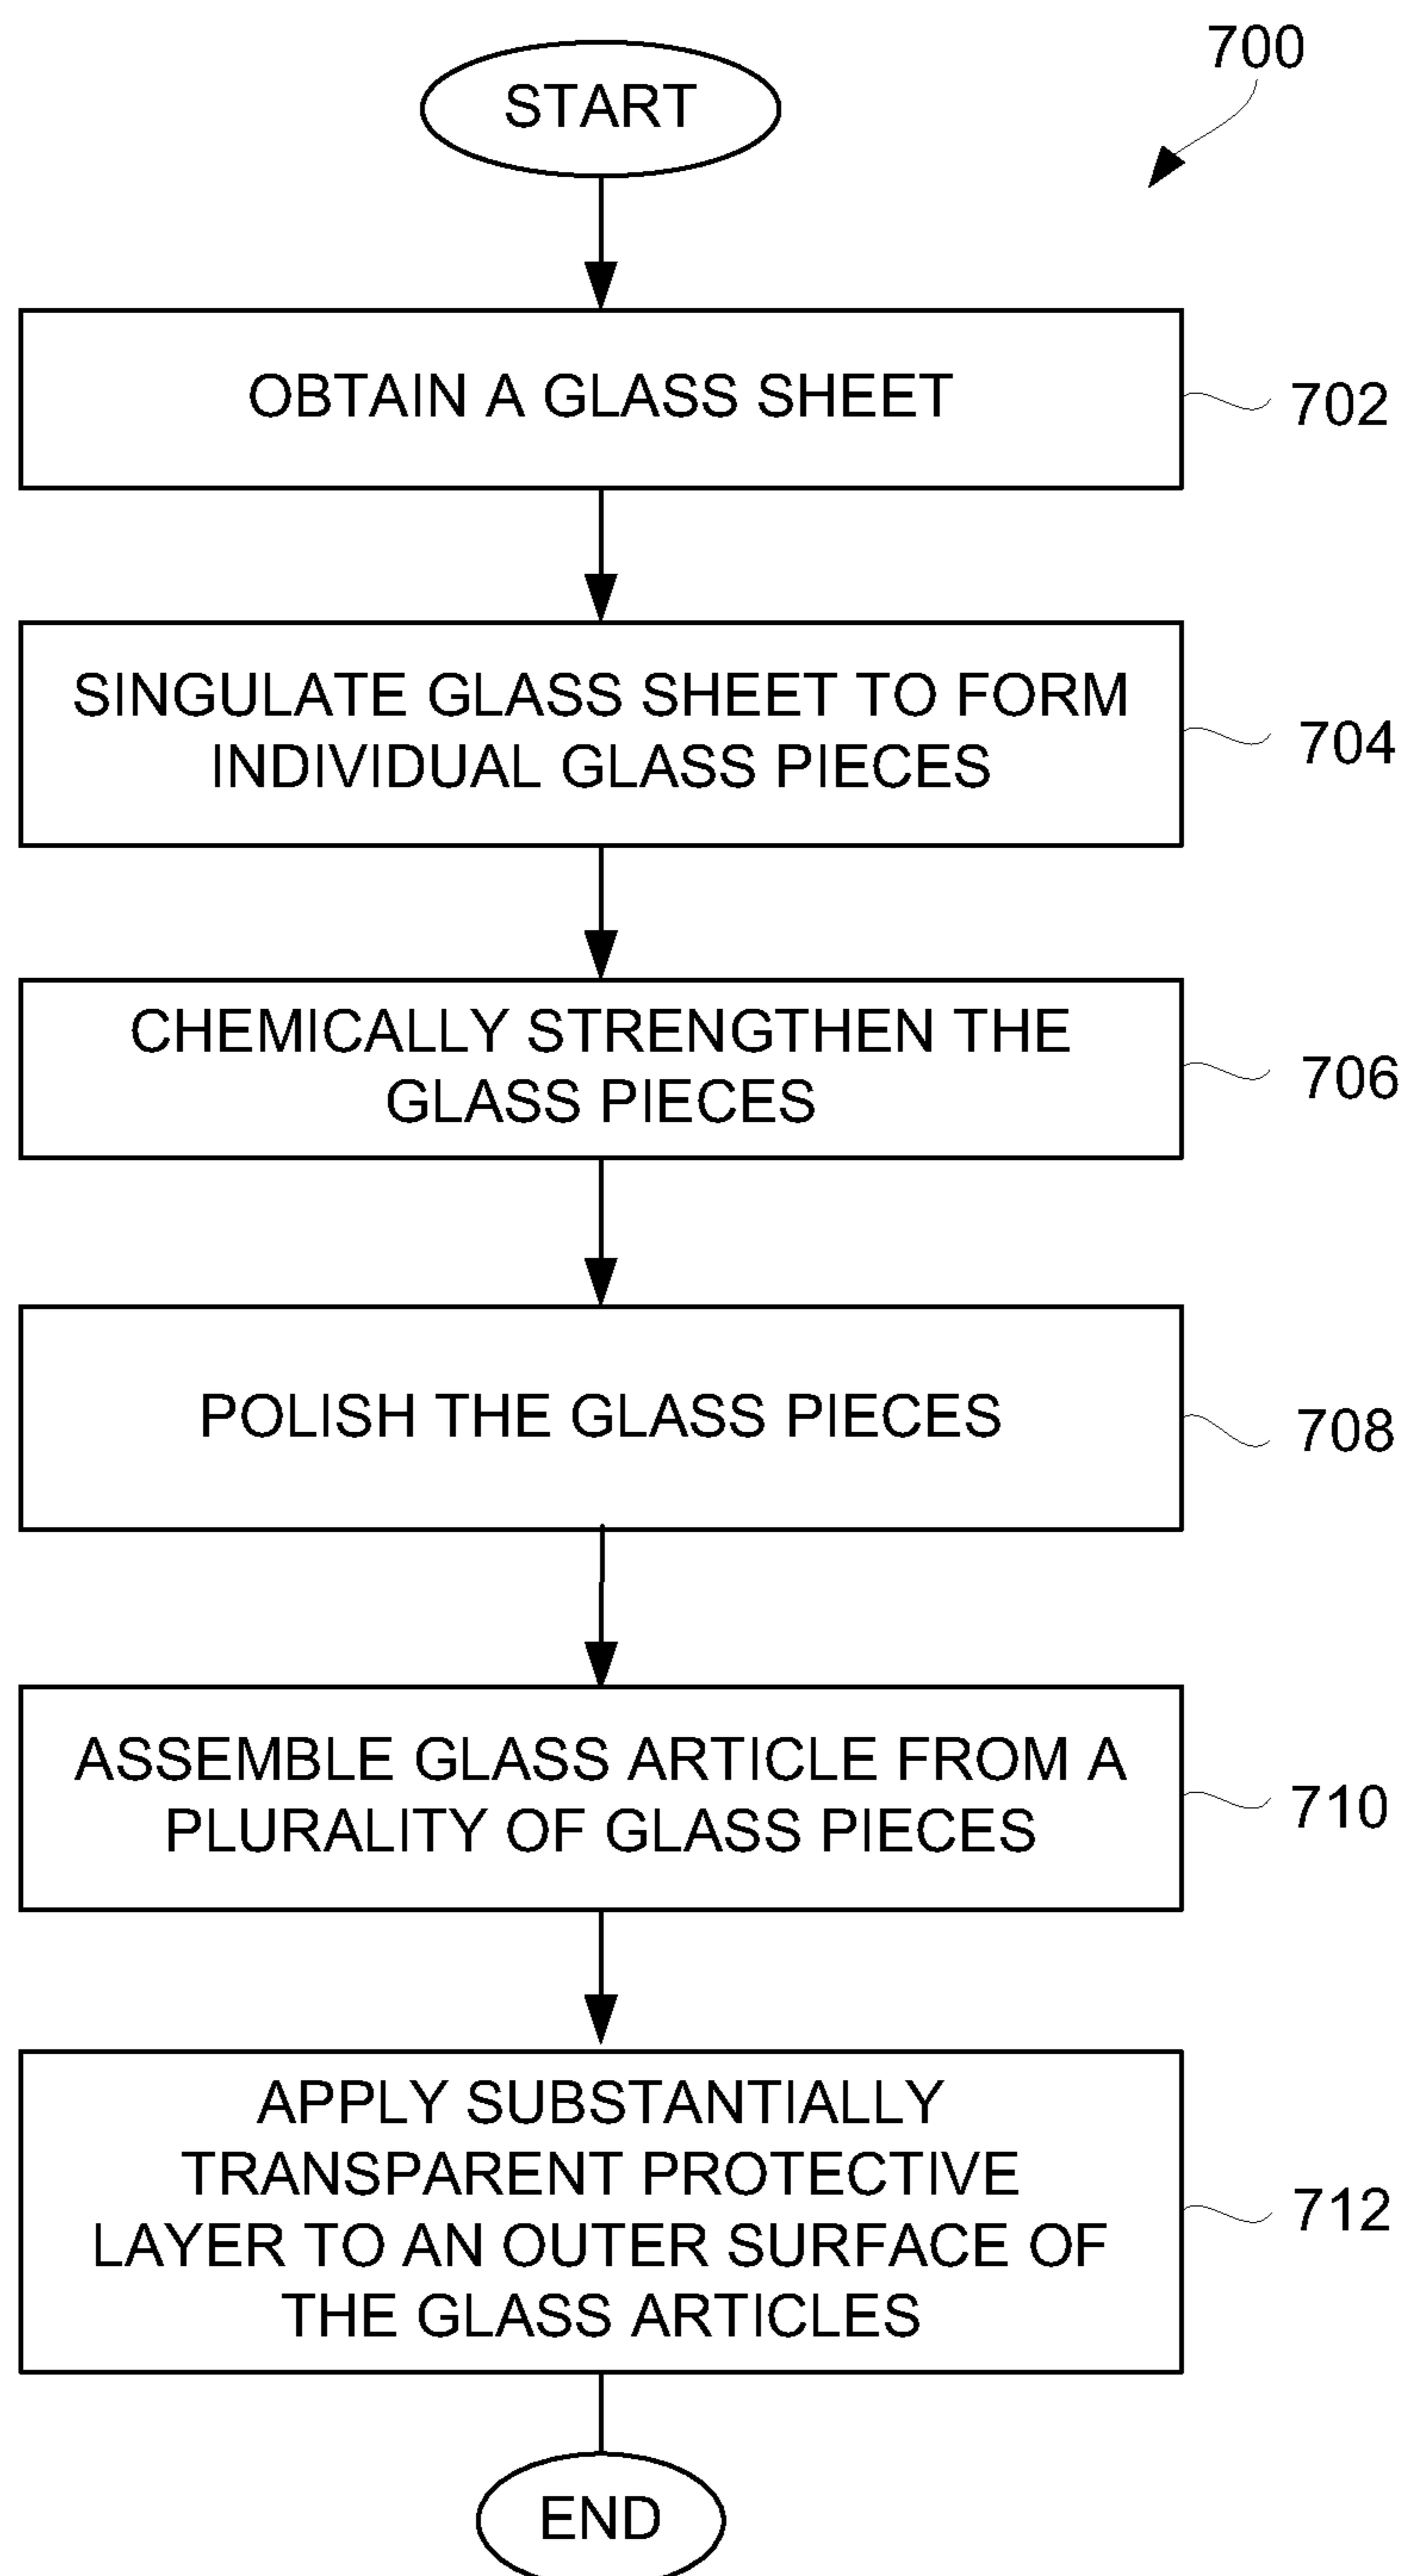 700
START
OBTAIN A GLASS SHEET
702
SINGULATE GLASS SHEET TO FORM
INDIVIDUAL GLASS PIECES
704
CHEMICALLY STRENGTHEN THE
GLASS PIECES
706
POLISH THE GLASS PIECES
708
ASSEMBLE GLASS ARTICLE FROM A
PLURALITY OF GLASS PIECES
710
APPLY SUBSTANTIALLY
TRANSPARENT PROTECTIVE
LAYER TO AN OUTER SURFACE OF
THE GLASS ARTICLES
712
END